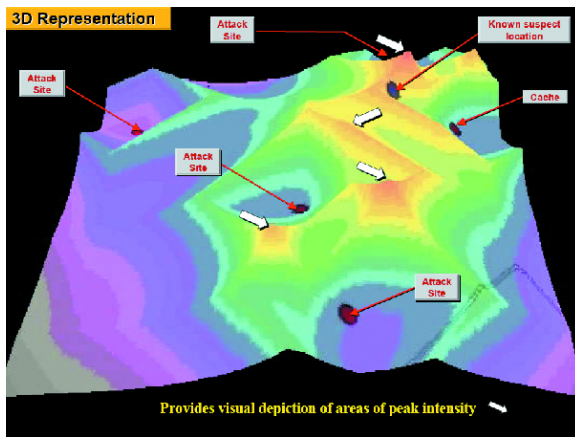 3D Representation
Attack
Site
Known suspect
location
Attack
Site
Cache
Attack
Site
Attack
Site
Provides visual depiction of areas of peak intensity